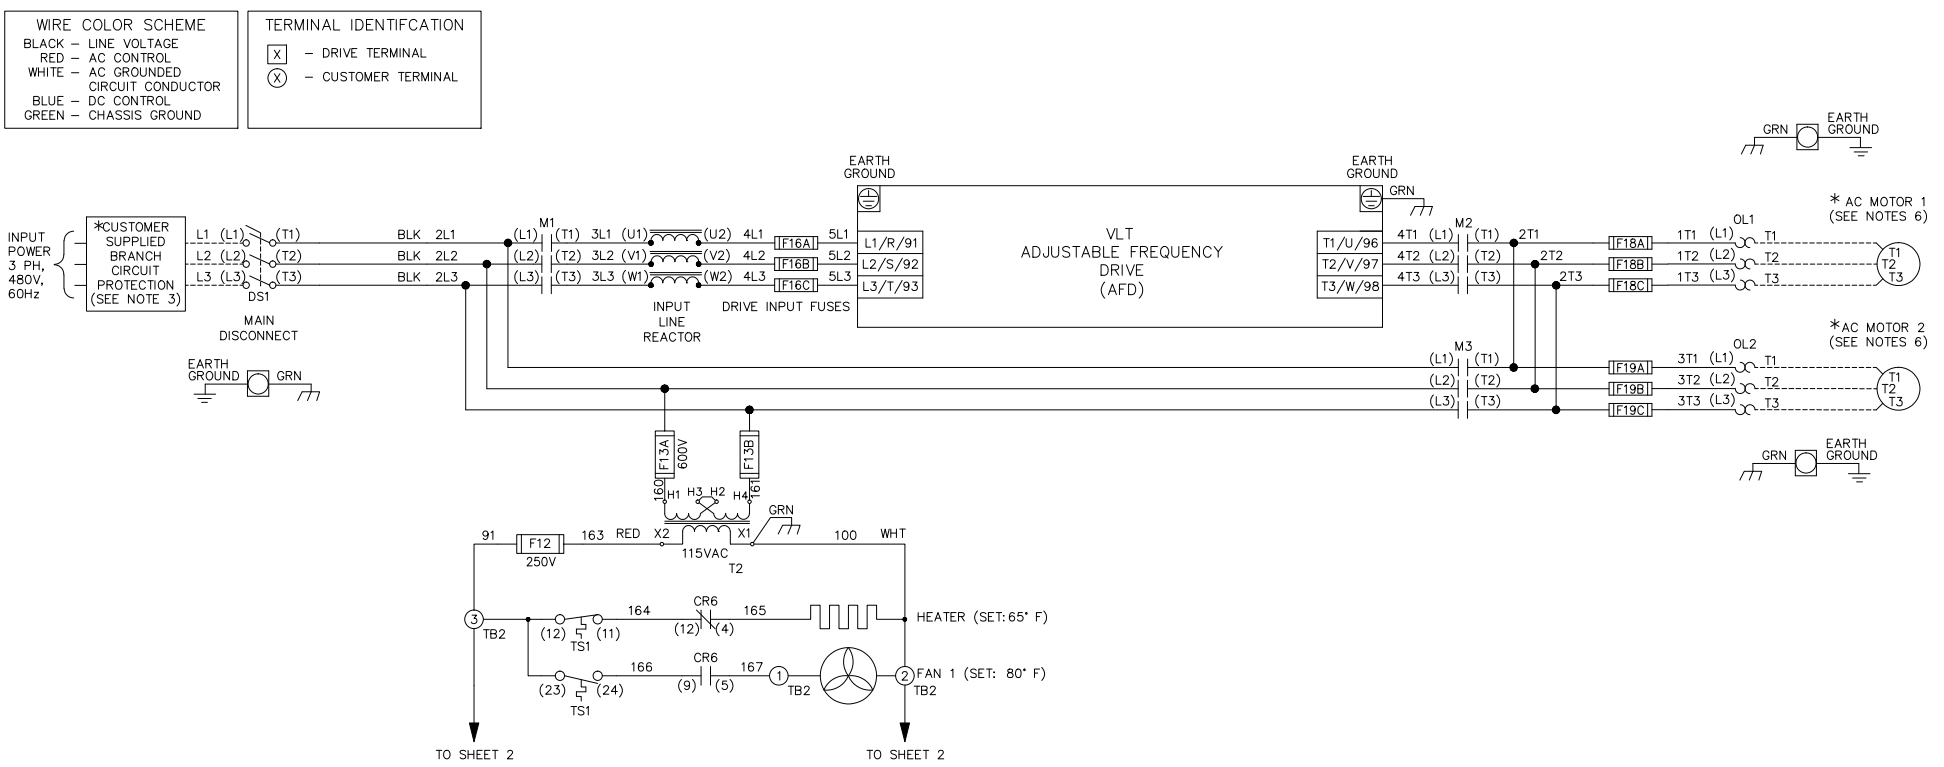 WIRE COLOR SCHEME
BLACK – LINE VOLTAGE
RED – AC CONTROL
WHITE – AC GROUNDED
CIRCUIT CONDUCTOR
BLUE – DC CONTROL
GREEN – CHASSIS GROUND
TERMINAL IDENTIFCATION
X – DRIVE TERMINAL
X – CUSTOMER TERMINAL
INPUT
POWER
3 PH,
480V,
60Hz
*CUSTOMER
SUPPLIED
BRANCH
CIRCUIT
PROTECTION
(SEE NOTE 3)
L1 (L1) (T1) BLK 2L1 (L1) M1 (T1) 3L1 (U1) (U2) 4L1 F16A 5L1 L1/R/91
L2 (L2) (T2) BLK 2L2 (L2) (T2) 3L2 (V1) (V2) 4L2 F16B 5L2 L2/S/92
L3 (L3) (T3) BLK 2L3 (L3) (T3) 3L3 (W1) (W2) 4L3 F16C 5L3 L3/T/93
DS1
MAIN
DISCONNECT
INPUT
LINE
REACTOR
DRIVE INPUT FUSES
EARTH
GROUND
GRN
EARTH
GROUND
VLT
ADJUSTABLE FREQUENCY
DRIVE
(AFD)
EARTH
GROUND
GRN
T1/U/96 4T1 (L1) M2 (T1) 2T1 F18A 1T1 (L1) OL1 T1
T2/V/97 4T2 (L2) (T2) 2T2 F18B 1T2 (L2) T2
T3/W/98 4T3 (L3) (T3) 2T3 F18C 1T3 (L3) T3
GRN
EARTH
GROUND
* AC MOTOR 1
(SEE NOTES 6)
T1
T2
T3
(L1) M3 (T1) F19A 3T1 (L1) OL2 T1
(L2) (T2) F19B 3T2 (L2) T2
(L3) (T3) F19C 3T3 (L3) T3
* AC MOTOR 2
(SEE NOTES 6)
T1
T2
T3
GRN
EARTH
GROUND
F13A
600V
F13B
160
161
H1 H3 H2 H4
GRN
91 F12 163 RED X2 X1 100 WHT
250V
115VAC
T2
3
TB2
(12) (11) 164 CR6 165 HEATER (SET:65° F)
TS1
(12) (4)
(23) (24) 166 CR6 167 1 2 FAN 1 (SET: 80° F)
TS1
(9) (5)
TB2
TB2
TO SHEET 2
TO SHEET 2